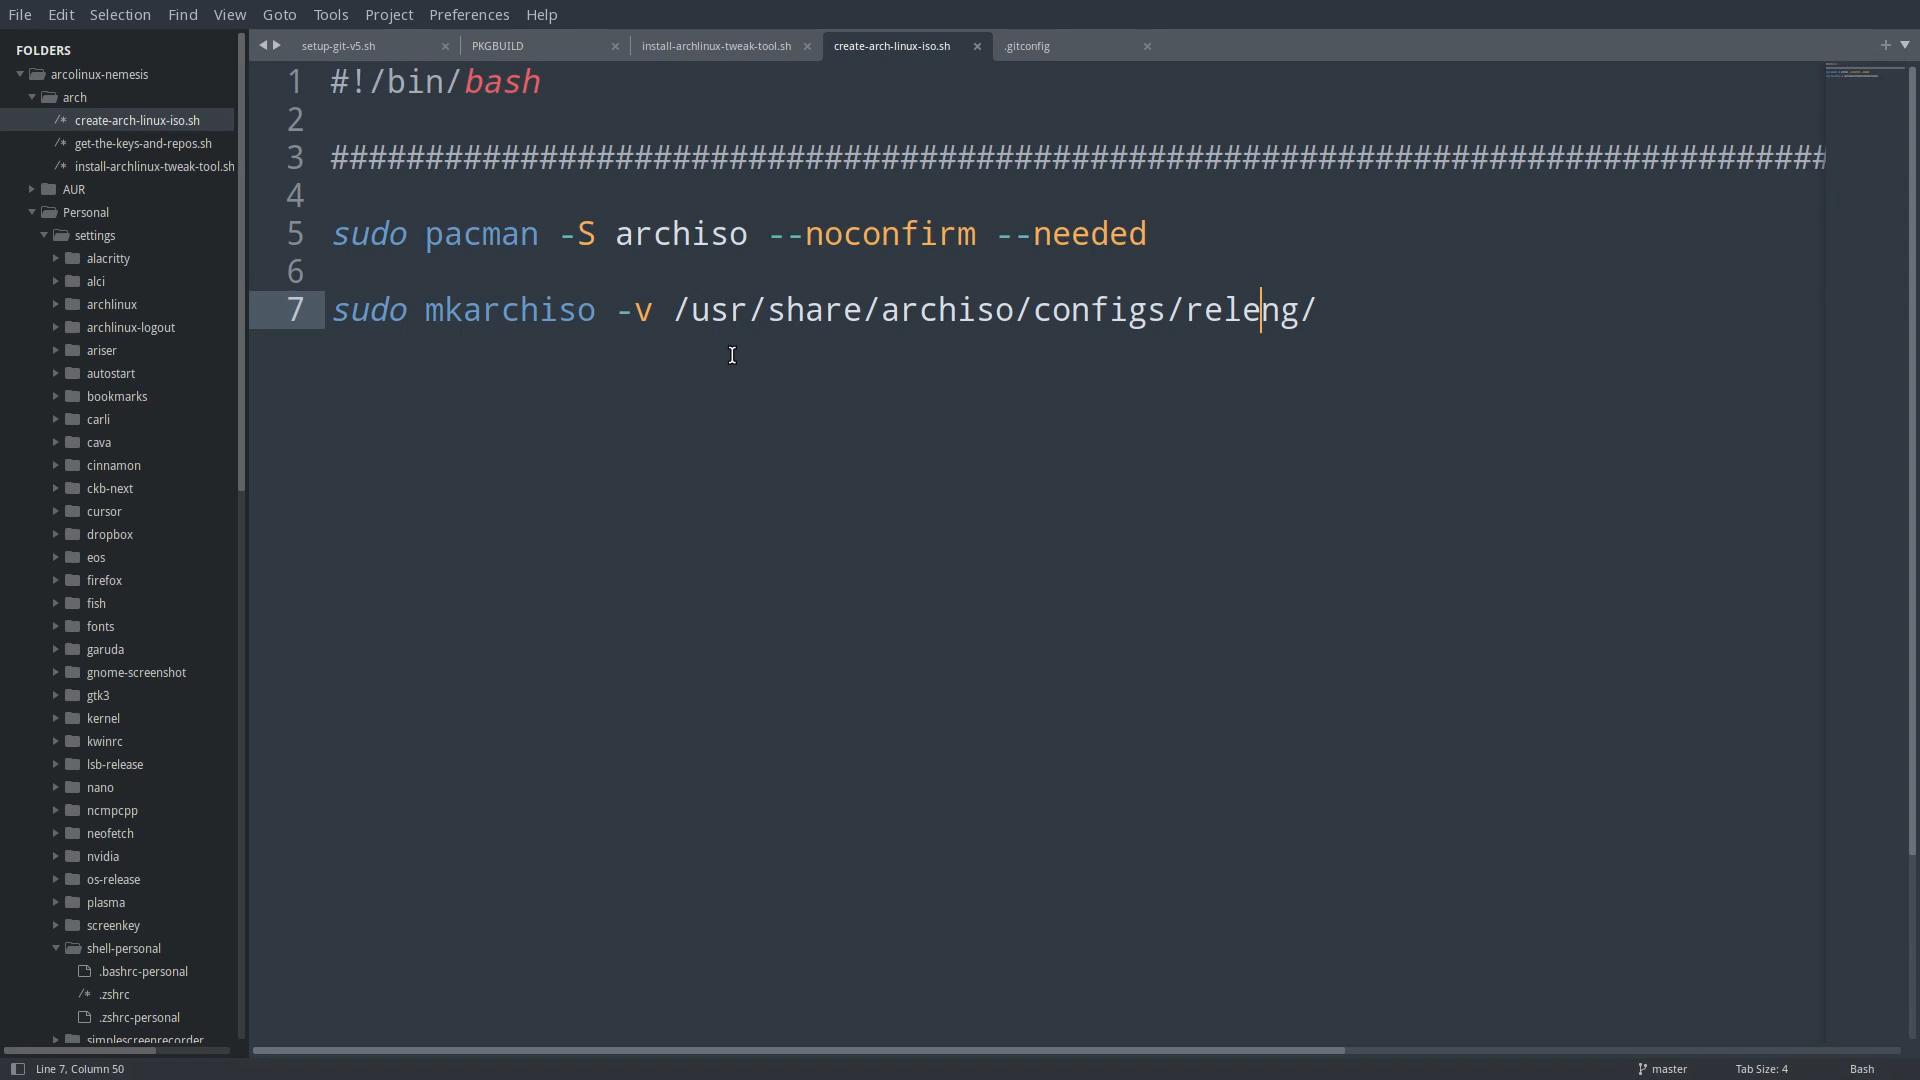 File Edit Selection Find View Goto Tools Project Preferences Help
FOLDERS
arcolinux-nemesis
arch
/* create-arch-linux-iso.sh
/* get-the-keys-and-repos.sh
/* install-archlinux-tweak-tool.sh
AUR
Personal
settings
alacritty
alci
archlinux
archlinux-logout
ariser
autostart
bookmarks
carli
cava
cinnamon
ckb-next
cursor
dropbox
eos
firefox
fish
fonts
garuda
gnome-screenshot
gtk3
kernel
kwinrc
lsb-release
nano
ncmpcpp
neofetch
nvidia
os-release
plasma
screenkey
shell-personal
.bashrc-personal
/* .zshrc
.zshrc-personal
simplescreenrecorder
setup-git-v5.sh × PKGBUILD × install-archlinux-tweak-tool.sh × create-arch-linux-iso.sh × .gitconfig ×
1 #!/bin/bash
2
3 ###############################################################################
4
5 sudo pacman -S archiso --noconfirm --needed
6
7 sudo mkarchiso -v /usr/share/archiso/configs/releng/
Line 7, Column 50 master Tab Size: 4 Bash